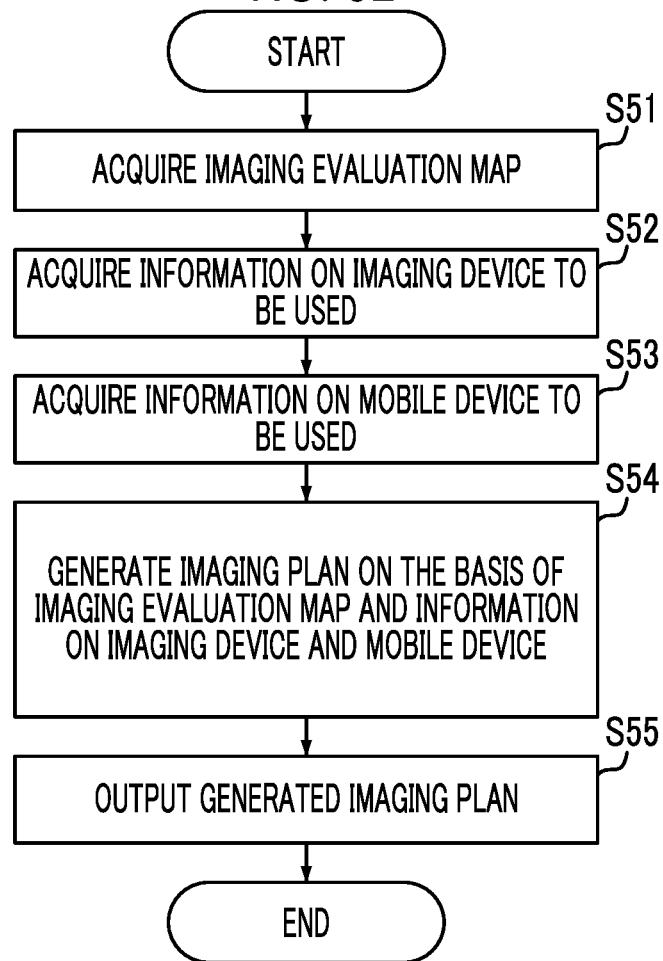 START
S51
ACQUIRE IMAGING EVALUATION MAP
S52
ACQUIRE INFORMATION ON IMAGING DEVICE TO
BE USED
S53
ACQUIRE INFORMATION ON MOBILE DEVICE TO
BE USED
S54
GENERATE IMAGING PLAN ON THE BASIS OF
IMAGING EVALUATION MAP AND INFORMATION
ON IMAGING DEVICE AND MOBILE DEVICE
S55
OUTPUT GENERATED IMAGING PLAN
END